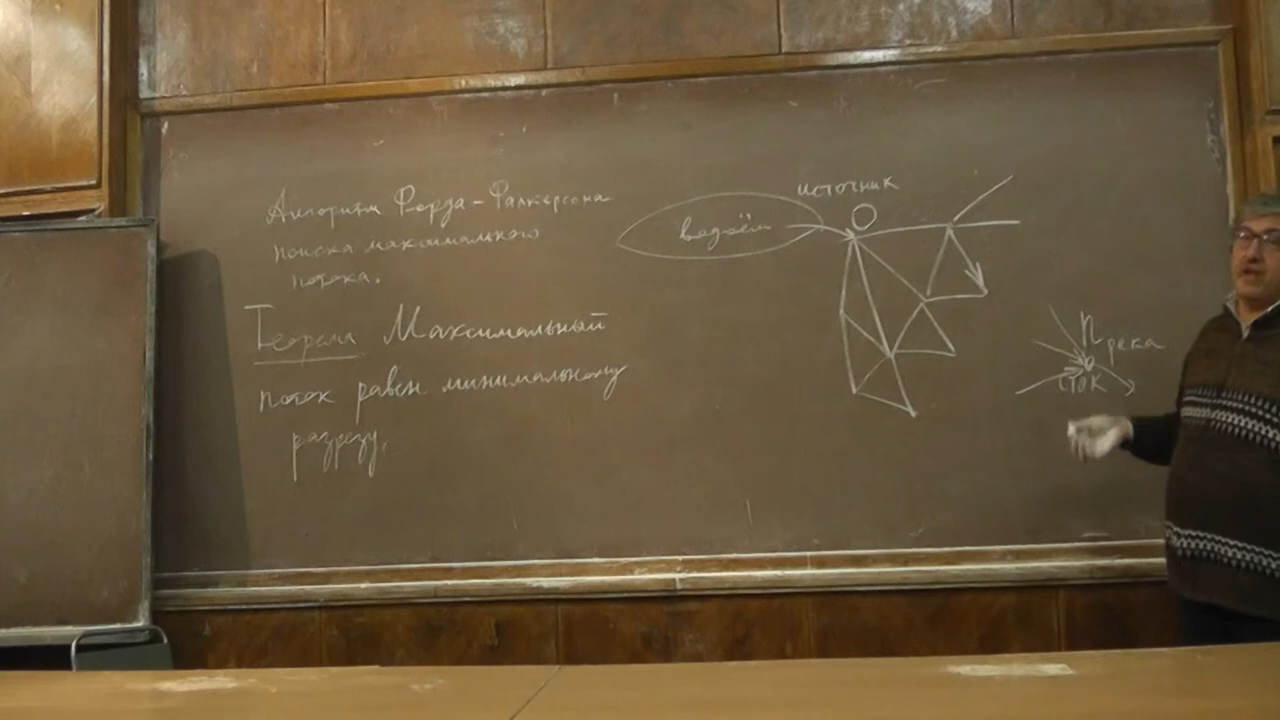 Алгоритм Форда-Фалкерсона
поиска максимального
потока.
Теорема Максимальный
поток равен минимальному
разрезу.
источник
водоём
О
П
река
сток